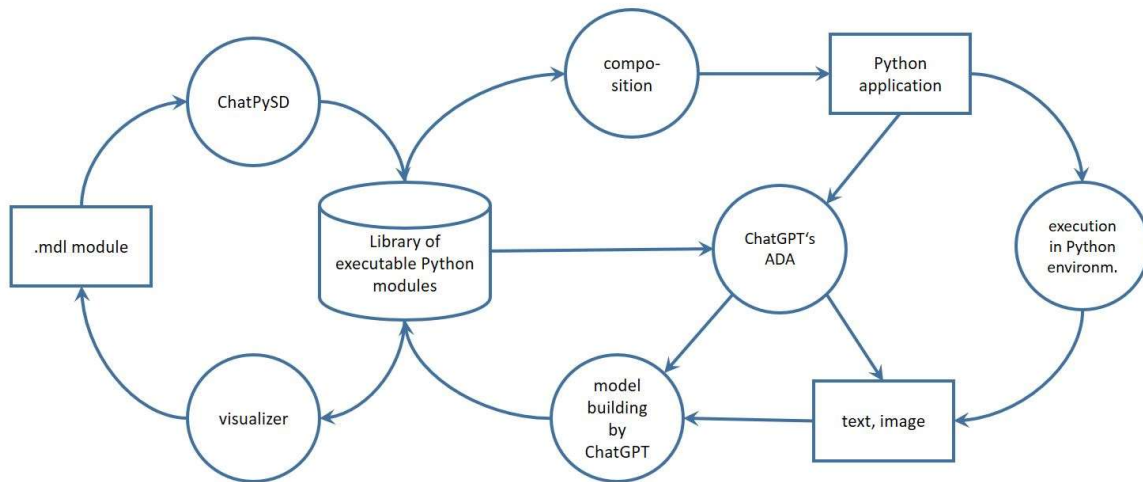 ChatPySD
compo-
sition
Python
application
.mdl module
Library of
executable Python
modules
ChatGPT‘s
ADA
execution
in Python
environm.
visualizer
model
building
by
ChatGPT
text, image